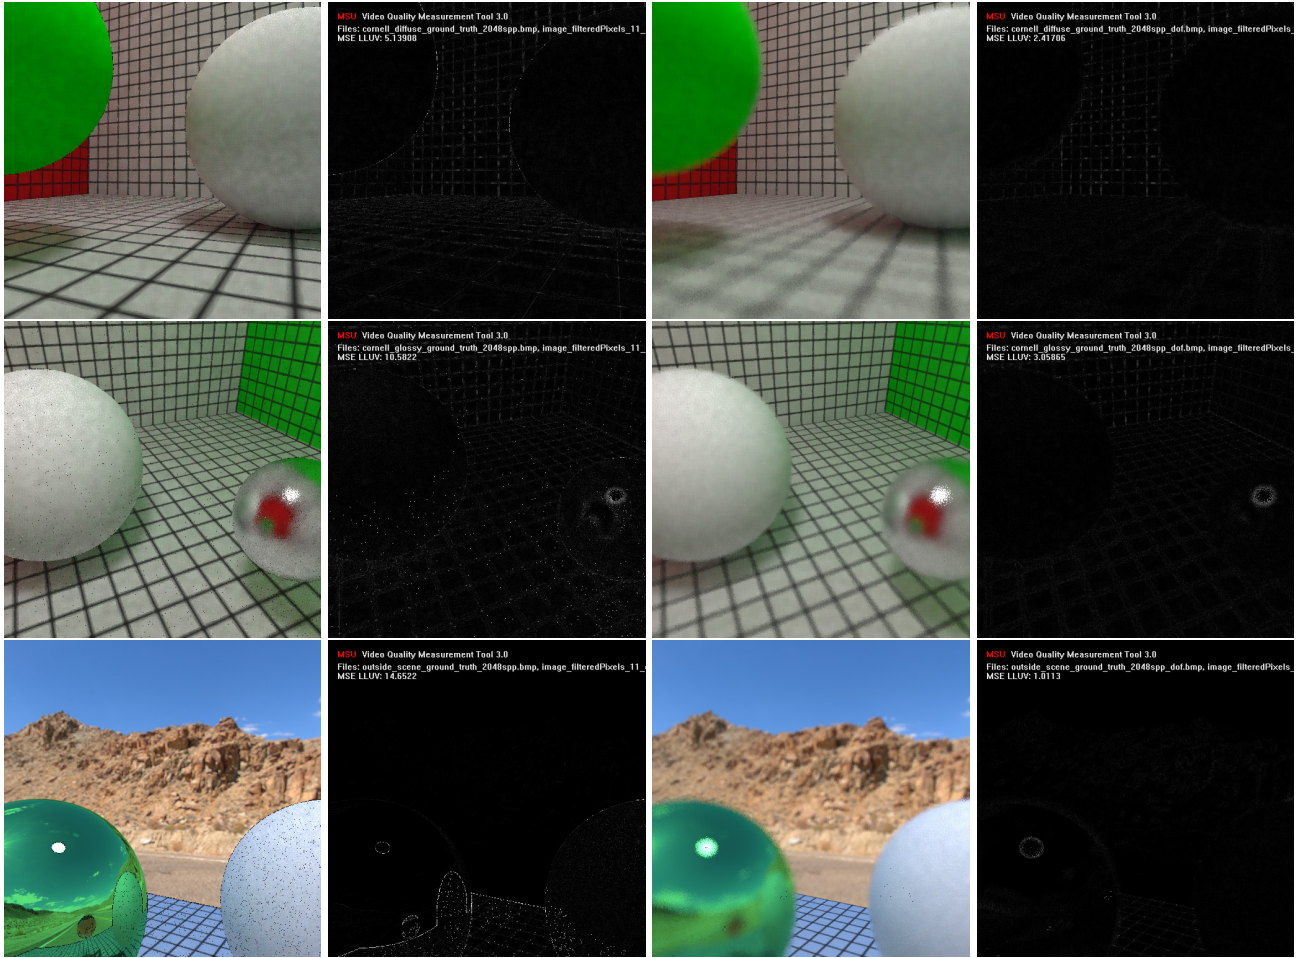 MSU Video Quality Measurement Tool 3.0
Files: cornell_diffuse_ground_truth_2048spp.bmp, image_filteredPixels_11_
MSE LLUV: 5.13908
MSU Video Quality Measurement Tool 3.0
Files: cornell_diffuse_ground_truth_2048spp_dof.bmp, image_filteredPixels_
MSE LLUV: 2.41706
MSU Video Quality Measurement Tool 3.0
Files: cornell_glossy_ground_truth_2048spp.bmp, image_filteredPixels_11_
MSE LLUV: 10.5822
MSU Video Quality Measurement Tool 3.0
Files: cornell_glossy_ground_truth_2048spp_dof.bmp, image_filteredPixels_
MSE LLUV: 3.05865
MSU Video Quality Measurement Tool 3.0
Files: outside_scene_ground_truth_2048spp.bmp, image_filteredPixels_11_
MSE LLUV: 14.6522
MSU Video Quality Measurement Tool 3.0
Files: outside_scene_ground_truth_2048spp_dof.bmp, image_filteredPixels_
MSE LLUV: 1.0113